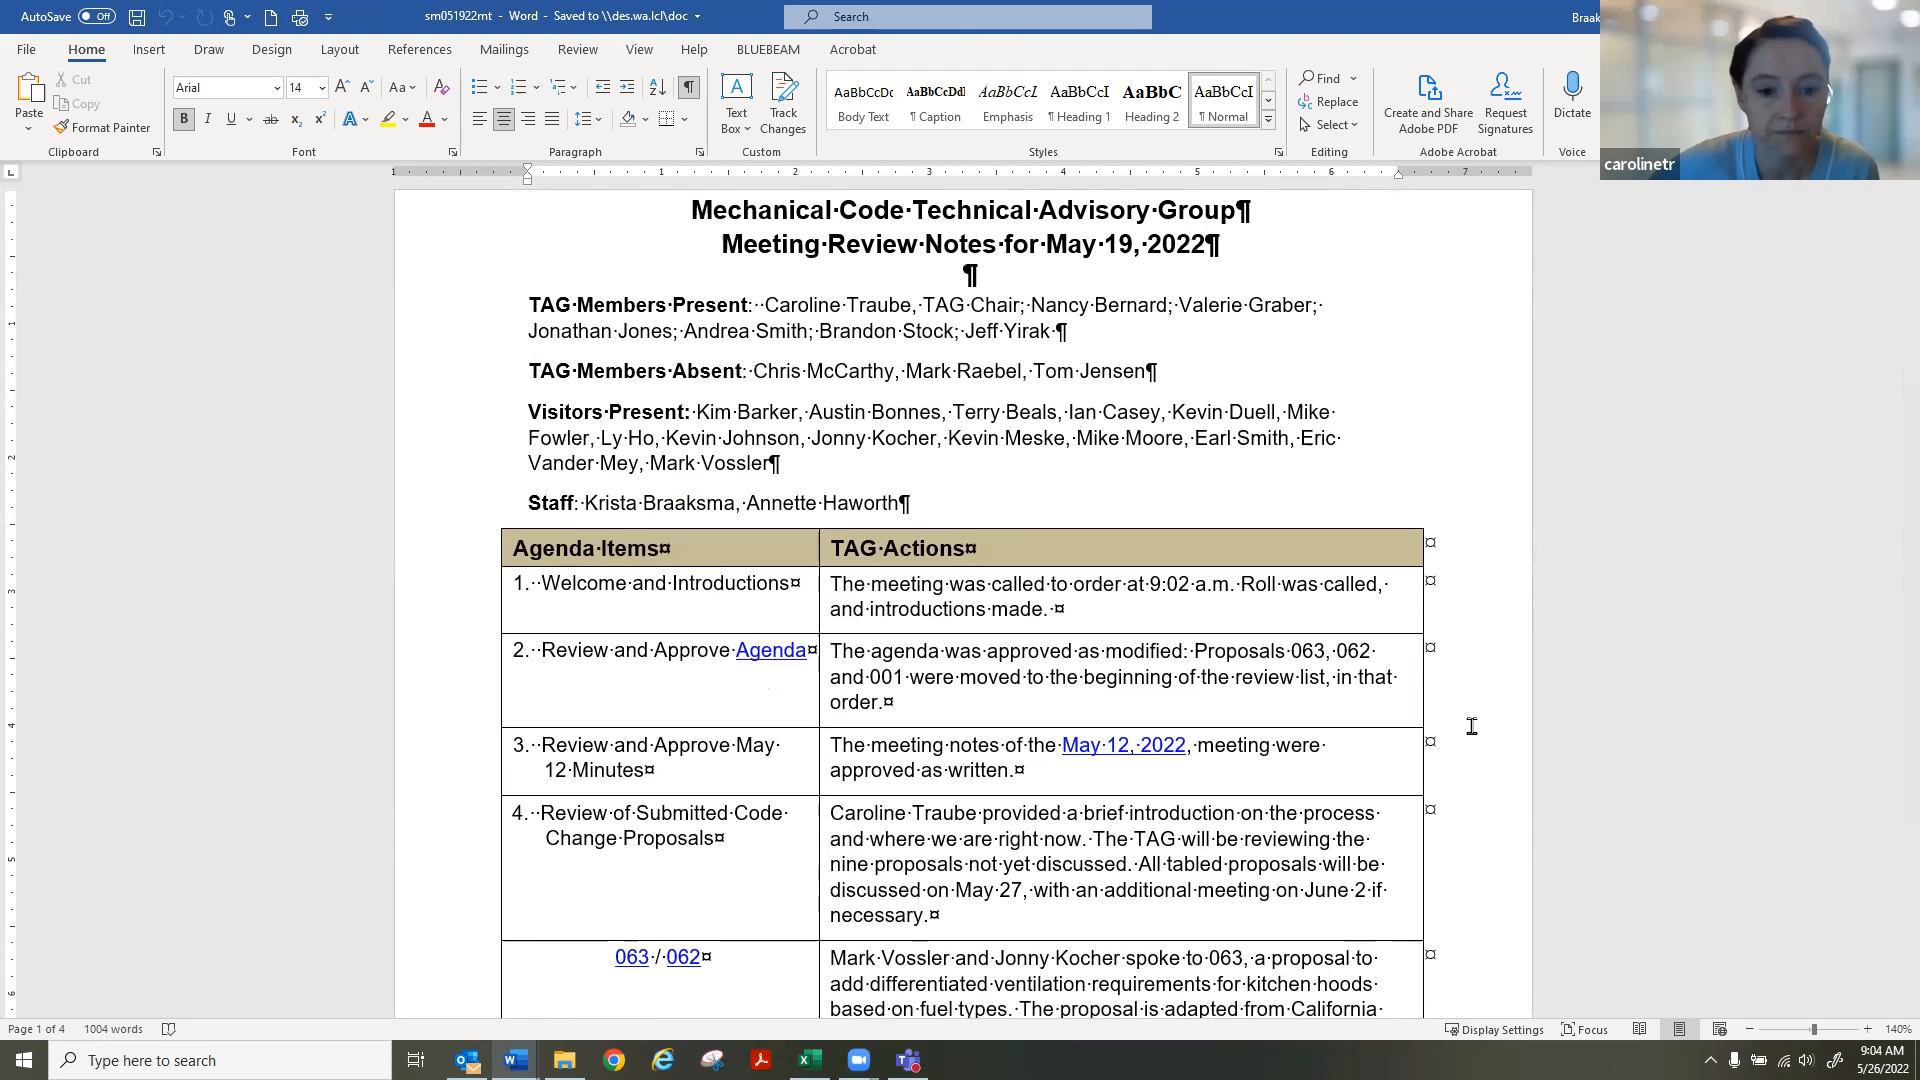 AutoSave Off sm051922mt - Word - Saved to \\des.wa.lcl\doc Search Braak
File Home Insert Draw Design Layout References Mailings Review View Help BLUEBEAM Acrobat
Paste Cut Copy Format Painter
Arial 14 Aa
B I U ab x₂ x² A A
Text Box Track Changes
AaBbCcDc AaBbCcDd AaBbCcI AaBbCcI AaBbC AaBbCcI
Body Text ¶ Caption Emphasis ¶ Heading 1 Heading 2 ¶ Normal
Find Replace Select
Create and Share Adobe PDF Request Signatures Dictate
Clipboard Font Paragraph Custom Styles Editing Adobe Acrobat Voice
carolinetr
1 1 2 3 4 5 6 7
Mechanical·Code·Technical·Advisory·Group¶
Meeting·Review·Notes·for·May·19,·2022¶
¶
TAG·Members·Present:··Caroline·Traube,·TAG·Chair;·Nancy·Bernard;·Valerie·Graber;·
Jonathan·Jones;·Andrea·Smith;·Brandon·Stock;·Jeff·Yirak·¶
TAG·Members·Absent:·Chris·McCarthy,·Mark·Raebel,·Tom·Jensen¶
Visitors·Present:·Kim·Barker,·Austin·Bonnes,·Terry·Beals,·Ian·Casey,·Kevin·Duell,·Mike·
Fowler,·Ly·Ho,·Kevin·Johnson,·Jonny·Kocher,·Kevin·Meske,·Mike·Moore,·Earl·Smith,·Eric·
Vander·Mey,·Mark·Vossler¶
Staff:·Krista·Braaksma,·Annette·Haworth¶
Agenda·Items¤ TAG·Actions¤ ¤
1.··Welcome·and·Introductions¤ The·meeting·was·called·to·order·at·9:02·a.m.·Roll·was·called,· ¤
and·introductions·made.·¤
2.··Review·and·Approve·Agenda¤ The·agenda·was·approved·as·modified:·Proposals·063,·062· ¤
and·001·were·moved·to·the·beginning·of·the·review·list,·in·that·
order.¤
3.··Review·and·Approve·May· The·meeting·notes·of·the·May·12,·2022,·meeting·were· ¤
12·Minutes¤ approved·as·written.¤
4.··Review·of·Submitted·Code· Caroline·Traube·provided·a·brief·introduction·on·the·process· ¤
Change·Proposals¤ and·where·we·are·right·now.··The·TAG·will·be·reviewing·the·
nine·proposals·not·yet·discussed.·All·tabled·proposals·will·be·
discussed·on·May·27,·with·an·additional·meeting·on·June·2·if·
necessary.¤
063·/·062¤ Mark·Vossler·and·Jonny·Kocher·spoke·to·063,·a·proposal·to· ¤
add·differentiated·ventilation·requirements·for·kitchen·hoods·
based·on·fuel·types.··The·proposal·is·adapted·from·California·
Page 1 of 4 1004 words Display Settings Focus 140%
Type here to search 9:04 AM
5/26/2022